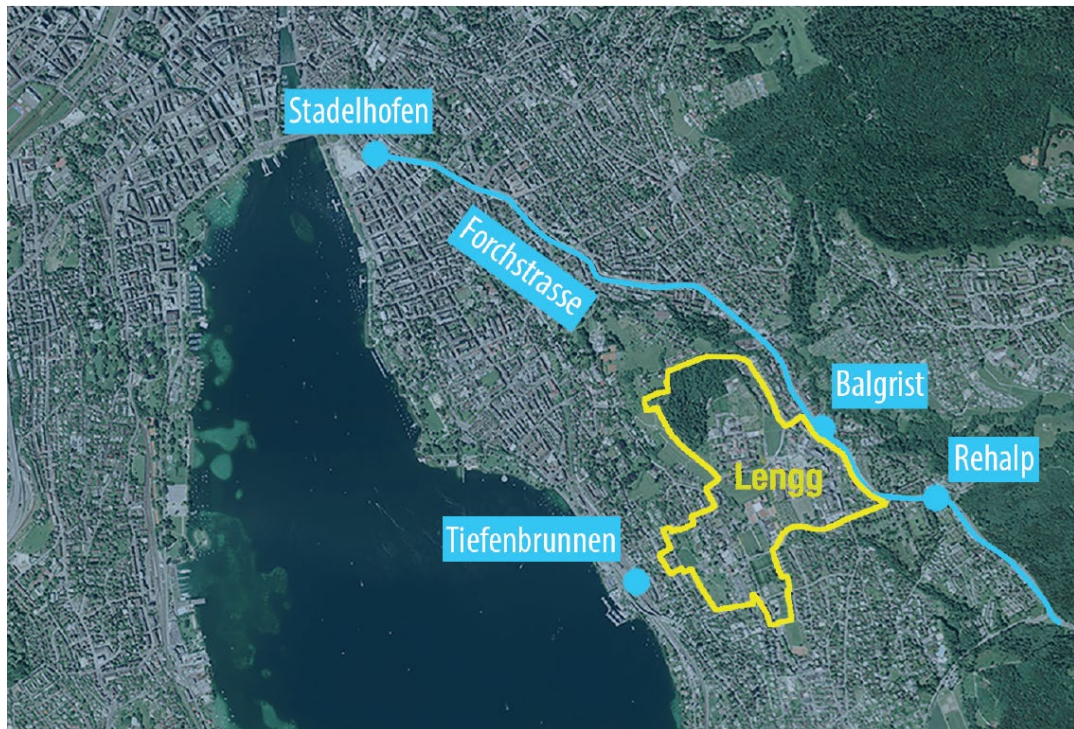 Stadelhofen
Forchstrasse
Balgrist
Rehalp
Lengg
Tiefenbrunnen